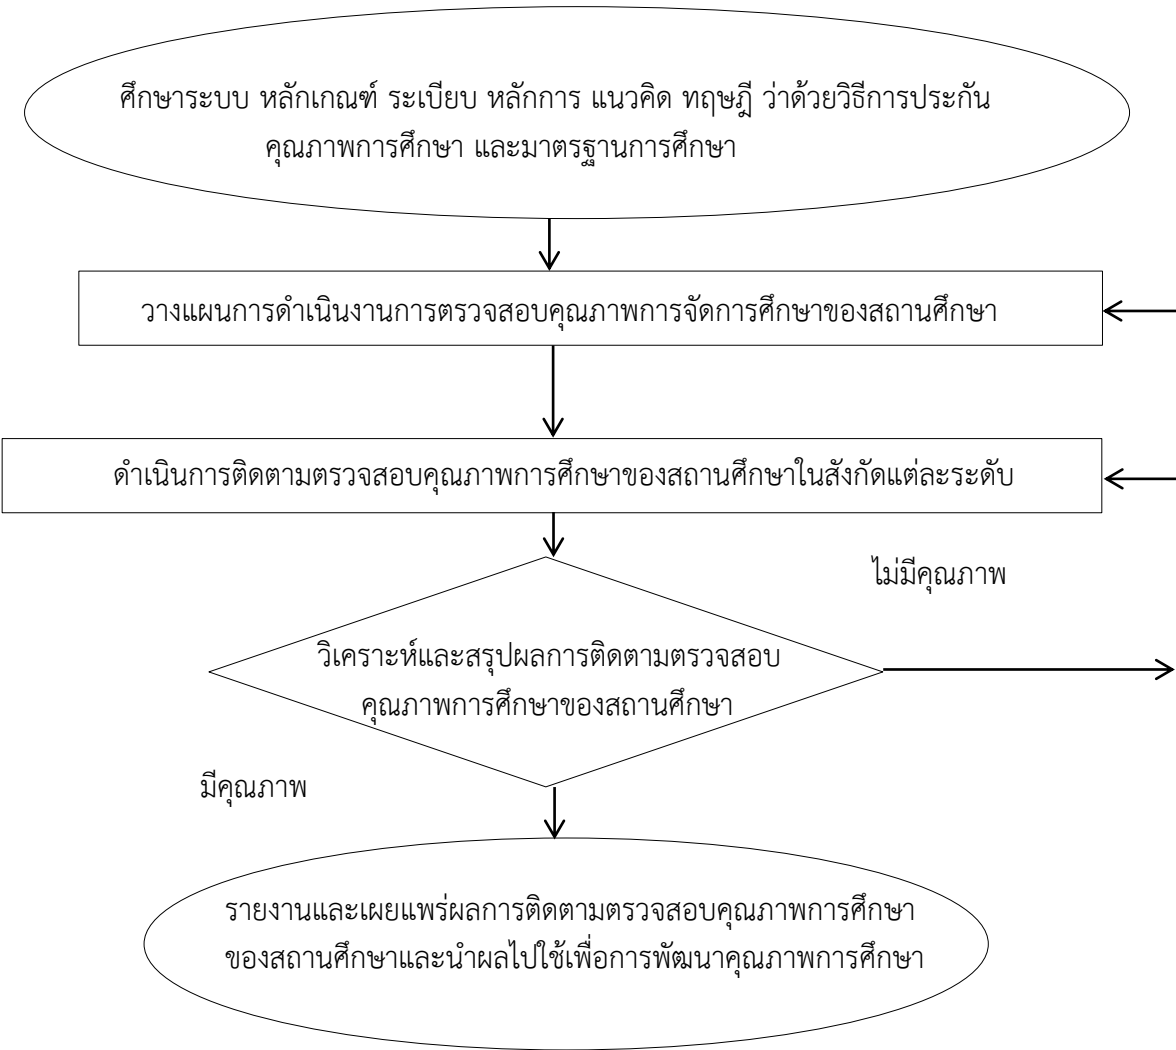 ศึกษาระบบ หลักเกณฑ์ ระเบียบ หลักการ แนวคิด ทฤษฎี ว่าด้วยวิธีการประกัน
คุณภาพการศึกษา และมาตรฐานการศึกษา
วางแผนการดำเนินงานการตรวจสอบคุณภาพการจัดการศึกษาของสถานศึกษา
ดำเนินการติดตามตรวจสอบคุณภาพการศึกษาของสถานศึกษาในสังกัดแต่ละระดับ
ไม่มีคุณภาพ
วิเคราะห์และสรุปผลการติดตามตรวจสอบ
คุณภาพการศึกษาของสถานศึกษา
มีคุณภาพ
รายงานและเผยแพร่ผลการติดตามตรวจสอบคุณภาพการศึกษา
ของสถานศึกษาและนำผลไปใช้เพื่อการพัฒนาคุณภาพการศึกษา